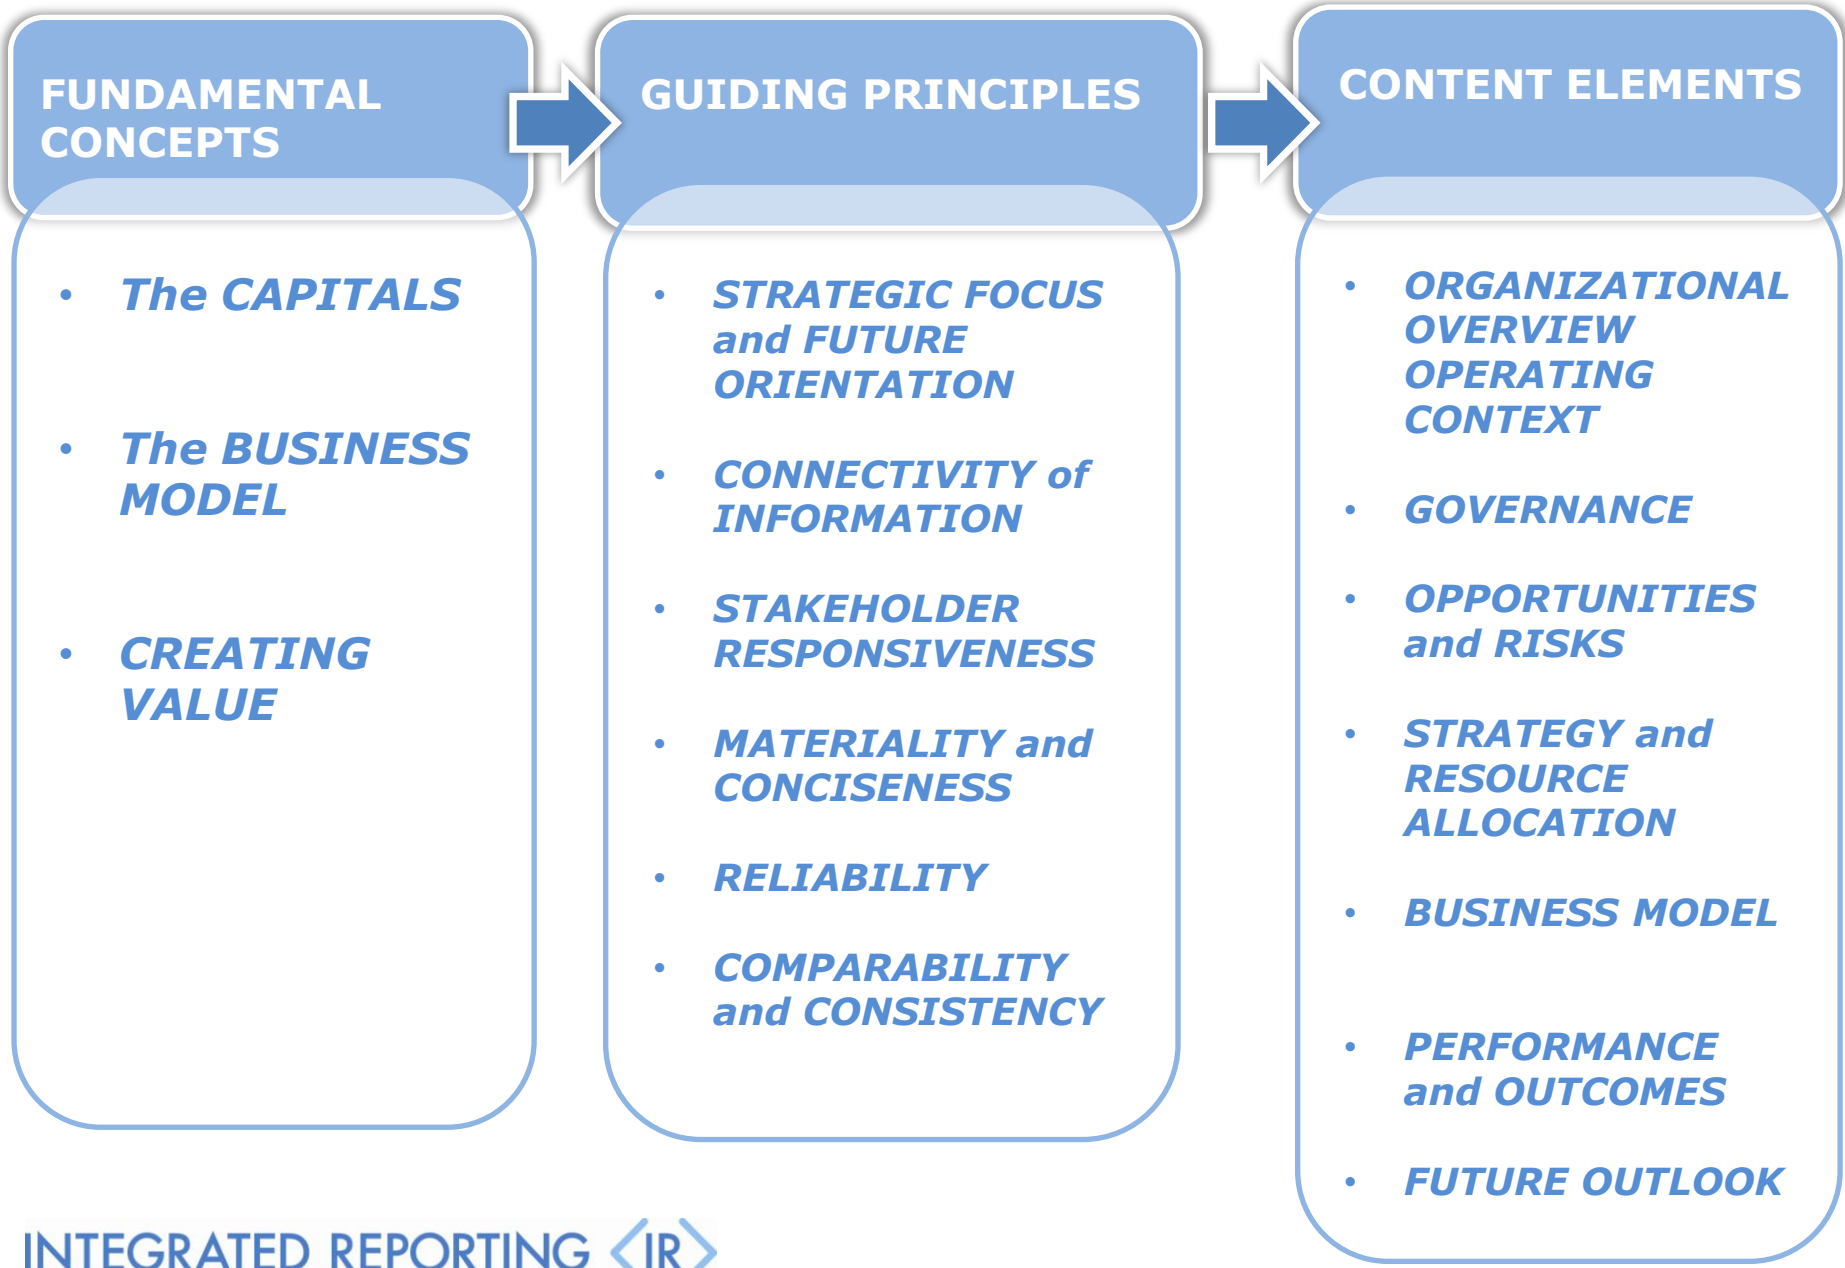 FUNDAMENTAL
CONCEPTS
• The CAPITALS
• The BUSINESS
MODEL
• CREATING
VALUE
GUIDING PRINCIPLES
• STRATEGIC FOCUS
and FUTURE
ORIENTATION
• CONNECTIVITY of
INFORMATION
• STAKEHOLDER
RESPONSIVENESS
• MATERIALITY and
CONCISENESS
• RELIABILITY
• COMPARABILITY
and CONSISTENCY
CONTENT ELEMENTS
• ORGANIZATIONAL
OVERVIEW
OPERATING
CONTEXT
• GOVERNANCE
• OPPORTUNITIES
and RISKS
• STRATEGY and
RESOURCE
ALLOCATION
• BUSINESS MODEL
• PERFORMANCE
and OUTCOMES
• FUTURE OUTLOOK
INTEGRATED REPORTING <IR>